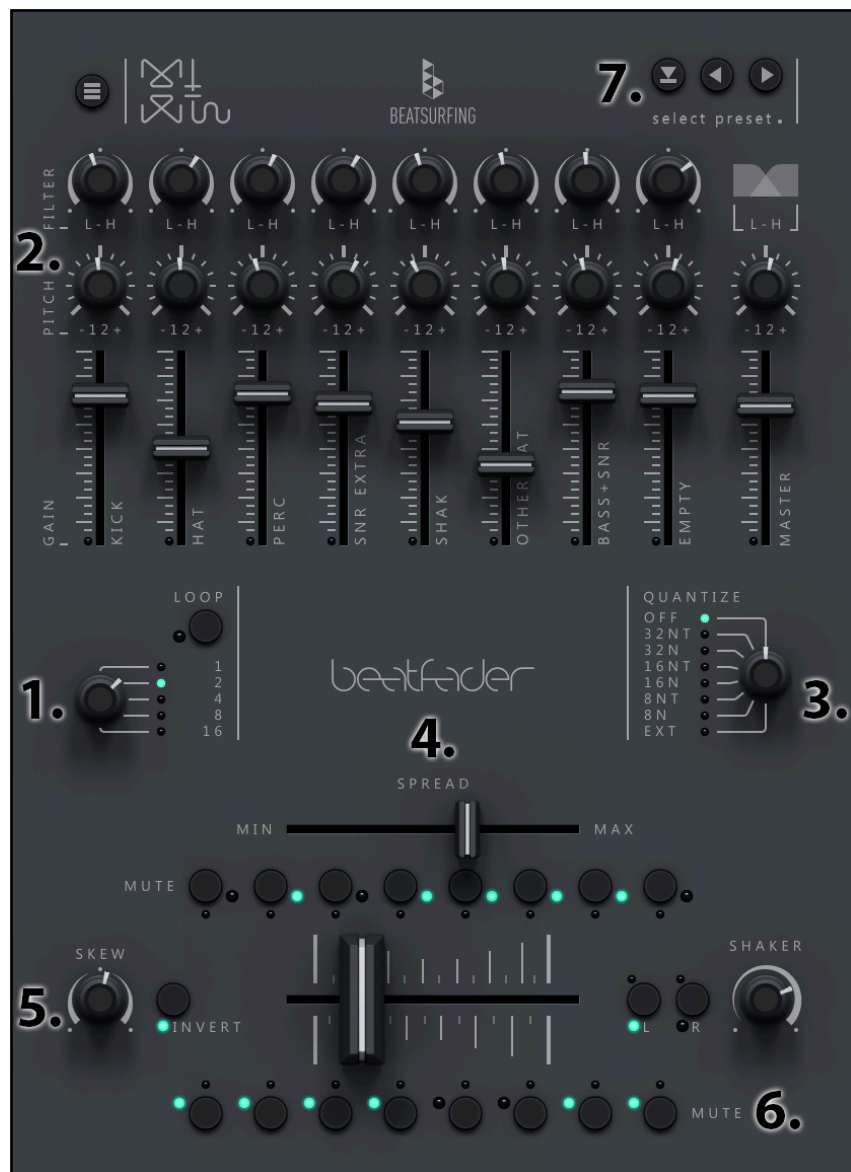 7.
BEATSURFING
select preset.
FILTER
L-H L-H L-H L-H L-H L-H L-H L-H L-H
2.
PITCH
-12+ -12+ -12+ -12+ -12+ -12+ -12+ -12+ -12+
GAIN
KICK
HAT
PERC
SNR EXTRA
SHAK
BASS+SNR
EMPTY
MASTER
LOOP
1
2
4
8
16
1.
QUANTIZE
OFF
32NT
32N
16NT
16N
8NT
8N
EXT
3.
beatfader
4.
SPREAD
MIN MAX
MUTE
SKEW
5.
INVERT
SHAKER
L R
MUTE
6.